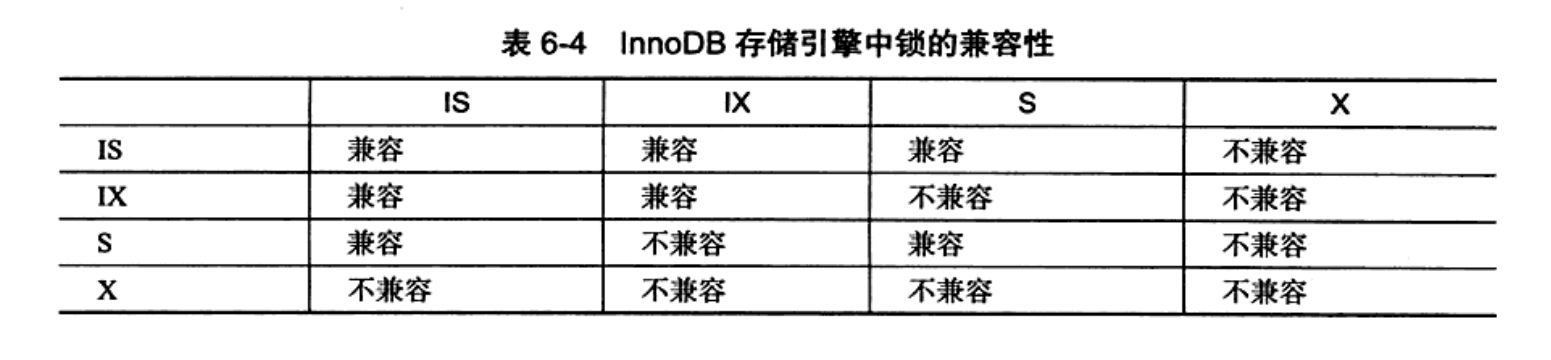 表 6-4 InnoDB 存储引擎中锁的兼容性
IS IX S X
IS 兼容 兼容 兼容 不兼容
IX 兼容 兼容 不兼容 不兼容
S 兼容 不兼容 兼容 不兼容
X 不兼容 不兼容 不兼容 不兼容